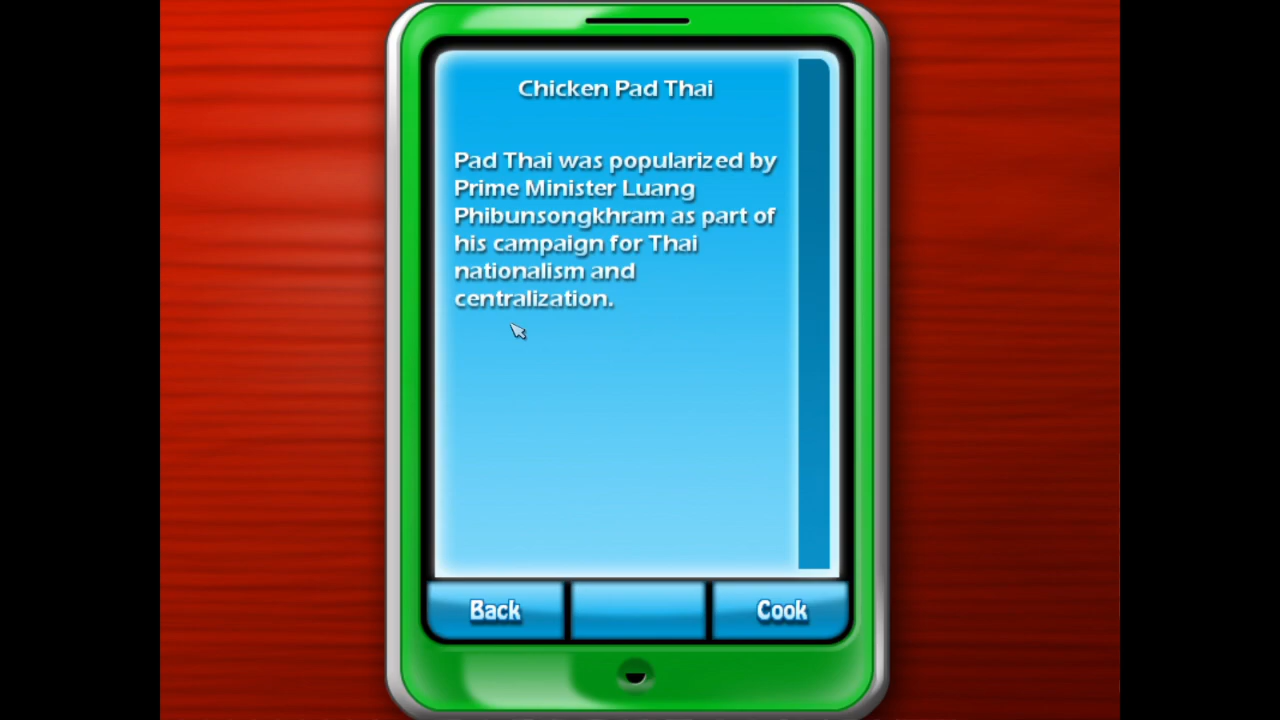 Chicken Pad Thai
Pad Thai was popularized by
Prime Minister Luang
Phibunsongkhram as part of
his campaign for Thai
nationalism and
centralization.
Back
Cook